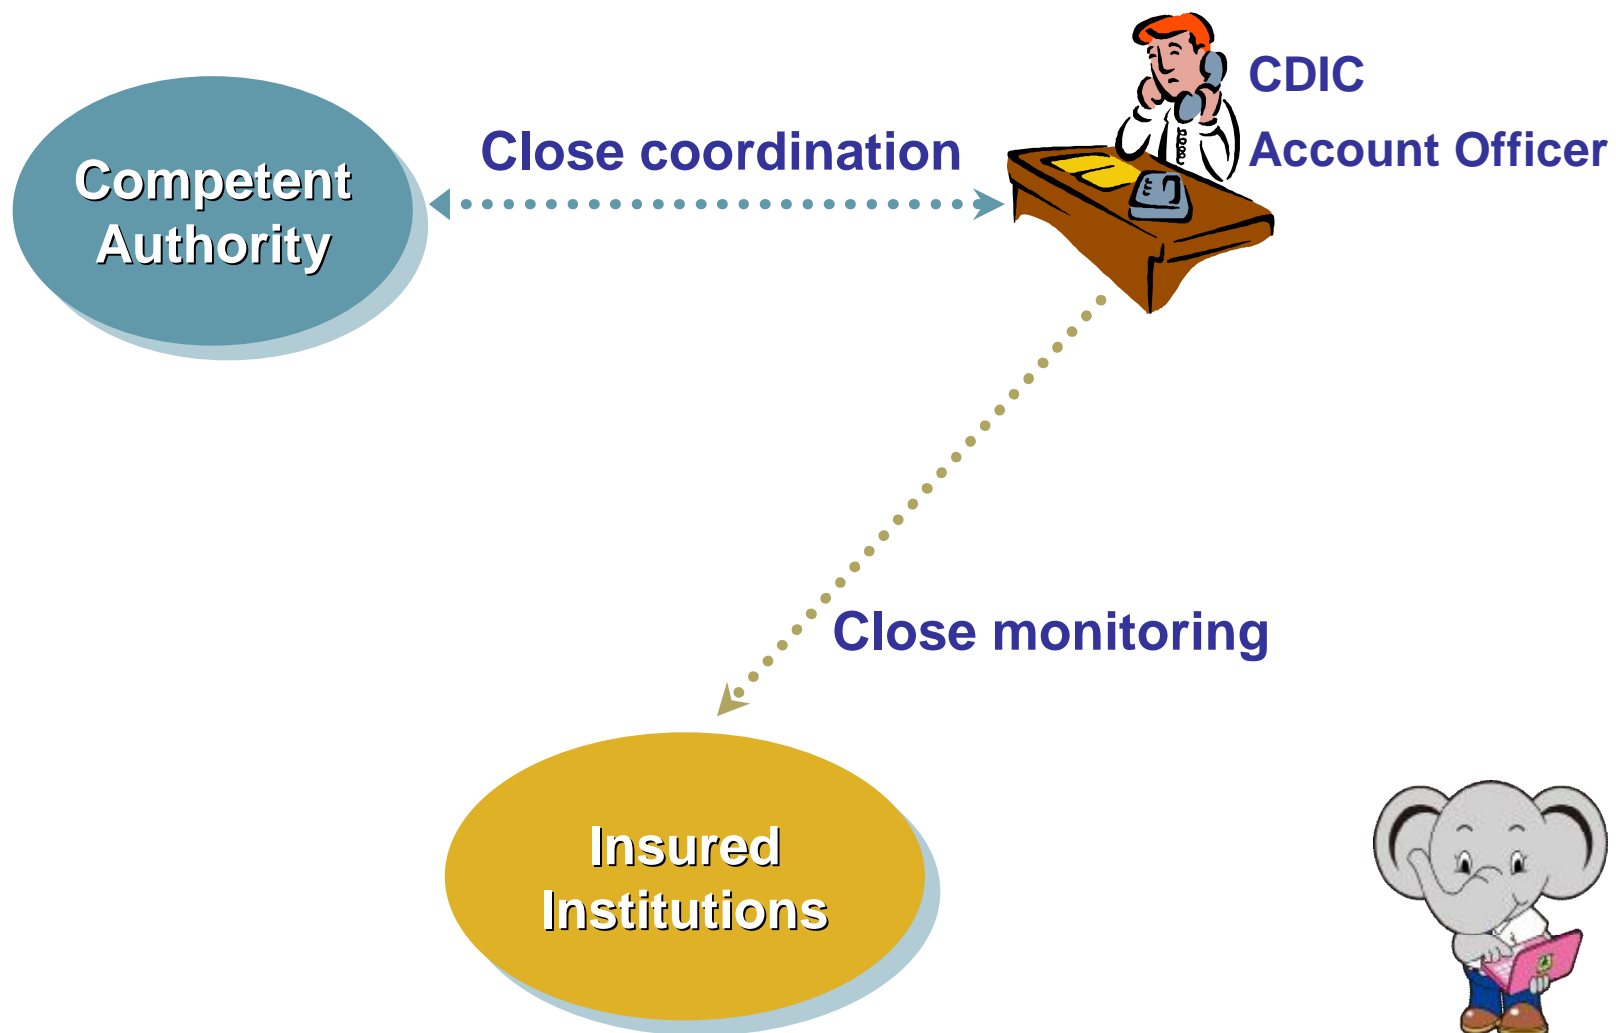 CDIC
Account Officer
Close coordination
Competent
Authority
Close monitoring
Insured
Institutions